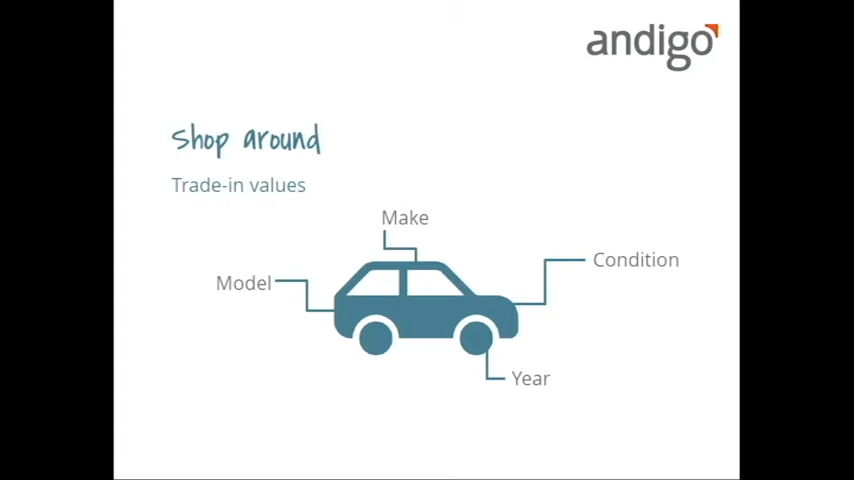 andigo
Shop around
Trade-in values
Make
Condition
Model
Year